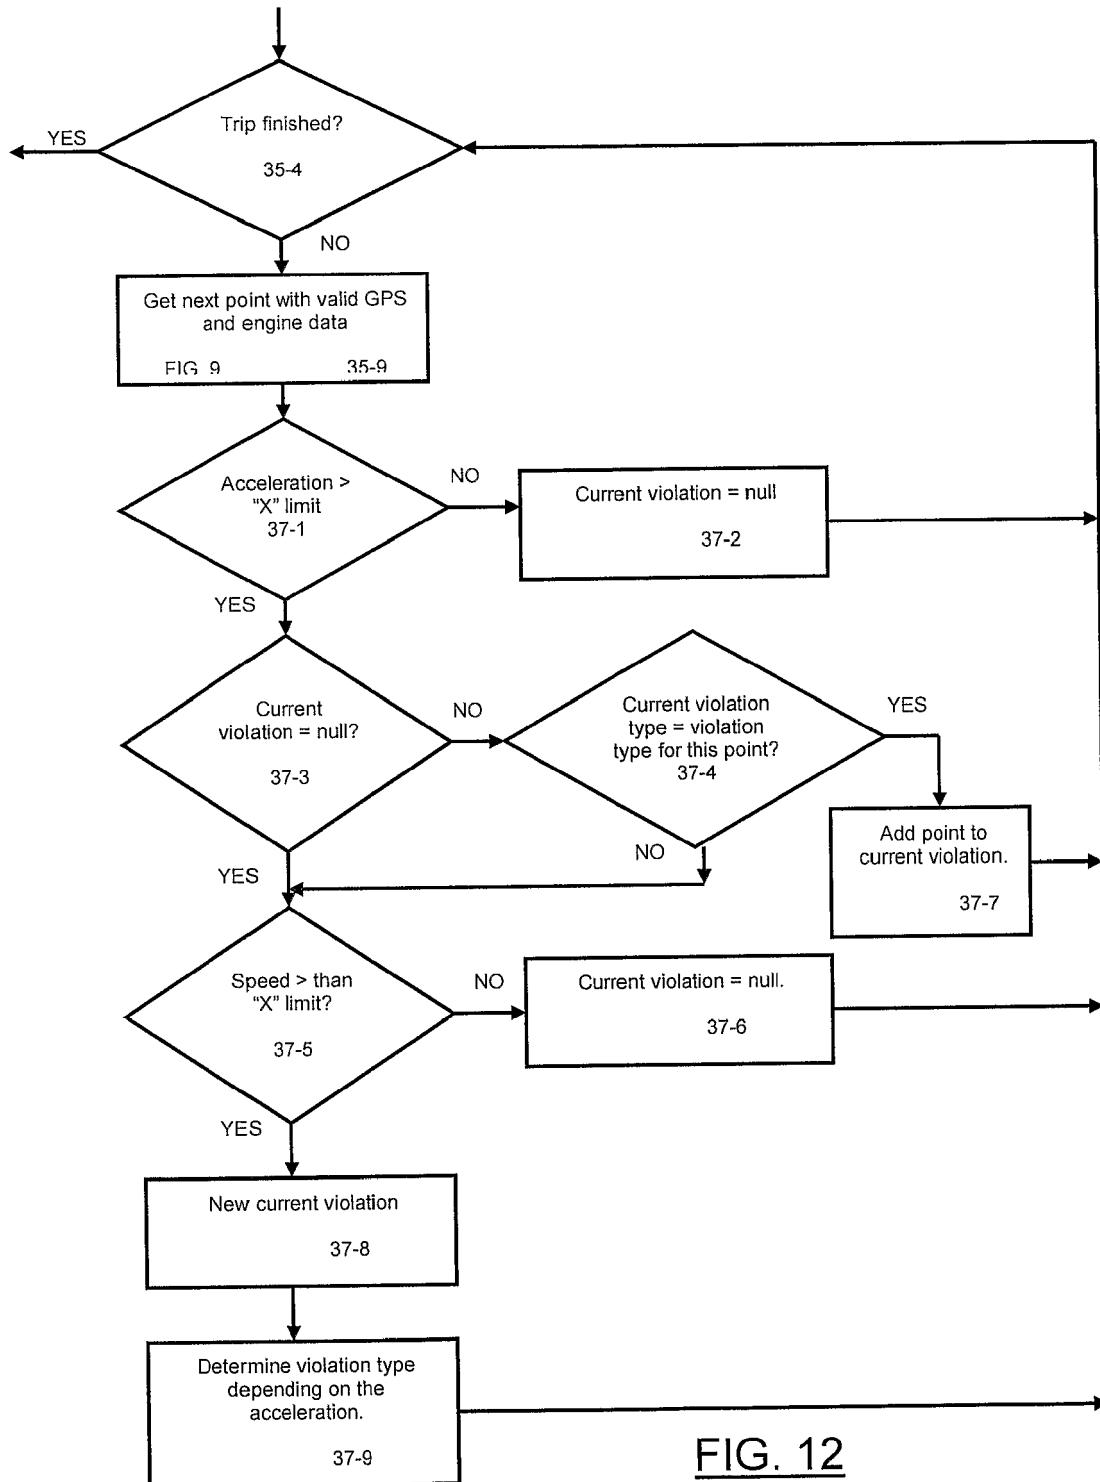 Trip finished?
YES
35-4
NO
Get next point with valid GPS
and engine data
FIG. 9 35-9
Acceleration >
"X" limit
37-1
NO
Current violation = null
37-2
YES
Current
violation = null?
37-3
NO
Current violation
type = violation
type for this point?
37-4
YES
Add point to
current violation.
37-7
NO
YES
Speed > than
"X" limit?
37-5
NO
Current violation = null.
37-6
YES
New current violation
37-8
Determine violation type
depending on the
acceleration.
37-9
FIG. 12